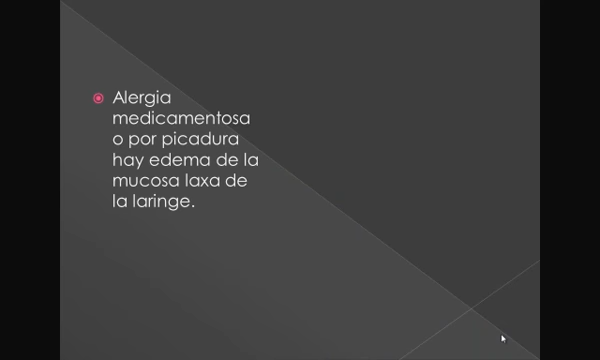 Alergia
medicamentosa
o por picadura
hay edema de la
mucosa laxa de
la laringe.